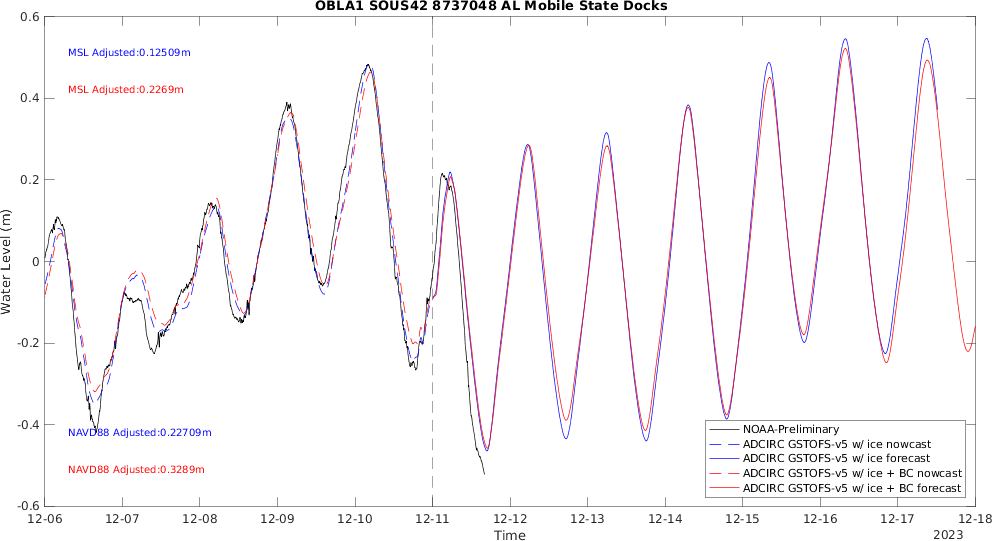 OBLA1 SOUS42 8737048 AL Mobile State Docks
0.6
0.4
0.2
0
-0.2
-0.4
-0.6
Water Level (m)
MSL Adjusted:0.12509m
MSL Adjusted:0.2269m
NAVD88 Adjusted:0.22709m
NAVD88 Adjusted:0.3289m
NOAA-Preliminary
ADCIRC GSTOFS-v5 w/ ice nowcast
ADCIRC GSTOFS-v5 w/ ice forecast
ADCIRC GSTOFS-v5 w/ ice + BC nowcast
ADCIRC GSTOFS-v5 w/ ice + BC forecast
12-06 12-07 12-08 12-09 12-10 12-11 12-12 12-13 12-14 12-15 12-16 12-17 12-18
Time
2023